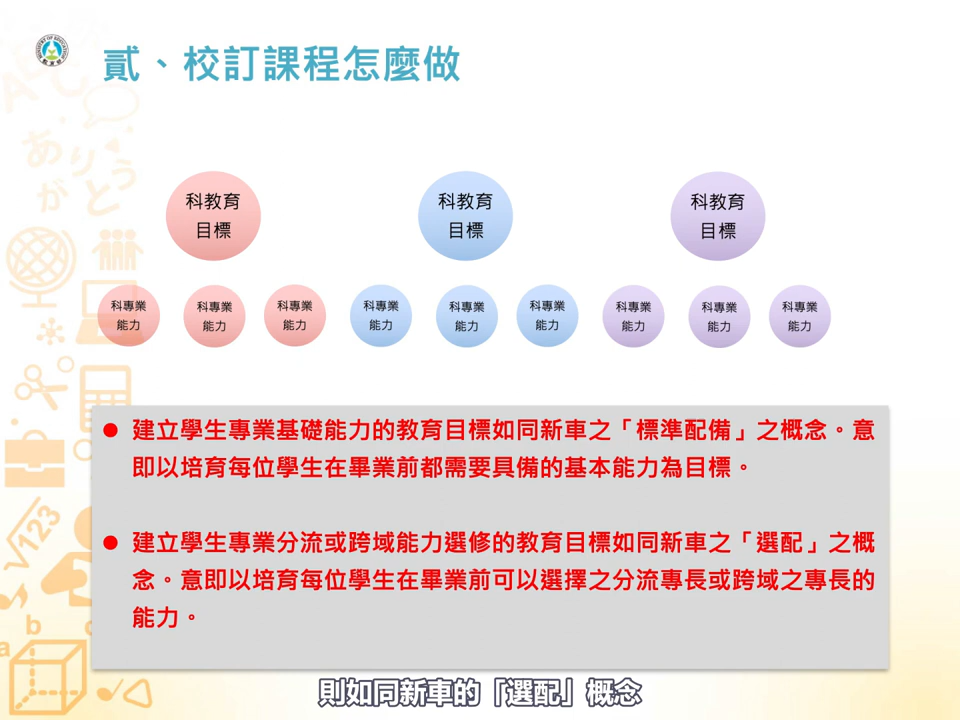 貳、校訂課程怎麼做
科教育
目標
科教育
目標
科教育
目標
科專業
能力
科專業
能力
科專業
能力
科專業
能力
科專業
能力
科專業
能力
科專業
能力
科專業
能力
科專業
能力
● 建立學生專業基礎能力的教育目標如同新車之「標準配備」之概念。意
即以培育每位學生在畢業前都需要具備的基本能力為目標。
● 建立學生專業分流或跨域能力選修的教育目標如同新車之「選配」之概
念。意即以培育每位學生在畢業前可以選擇之分流專長或跨域之專長的
能力。
則如同新車的「選配」概念
あ
り
が
と
う
√123
a
b